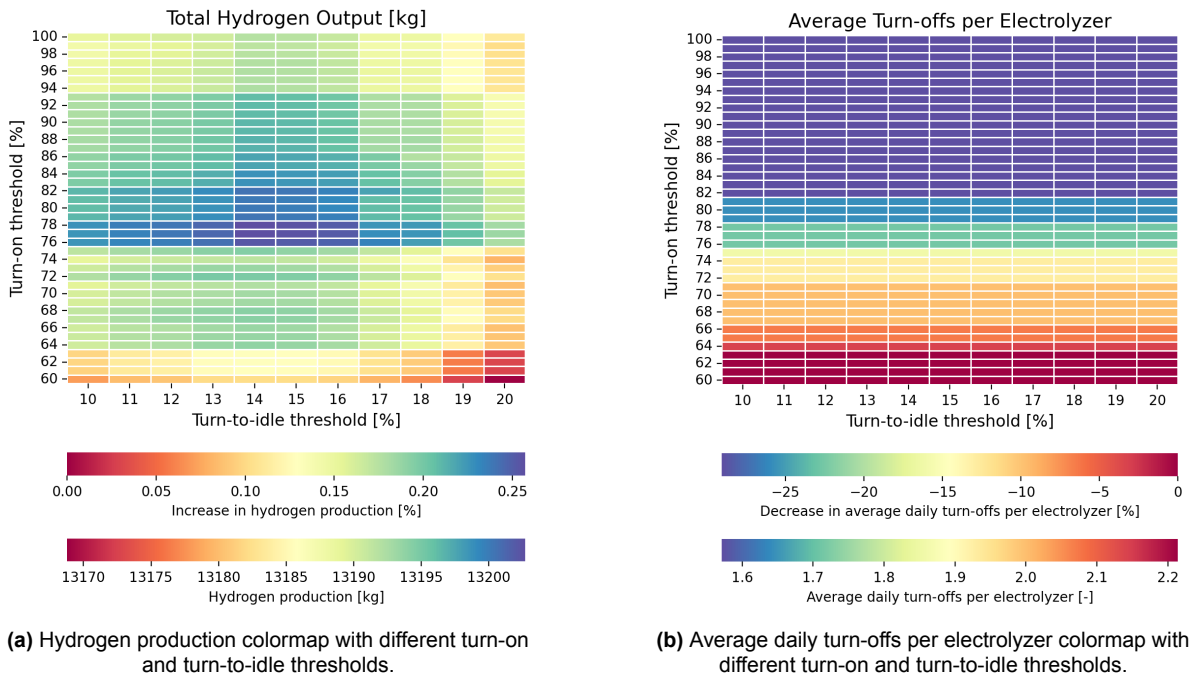 Total Hydrogen Output [kg]
Turn-on threshold [%]
100
98
96
94
92
90
88
86
84
82
80
78
76
74
72
70
68
66
64
62
60
10 11 12 13 14 15 16 17 18 19 20
Turn-to-idle threshold [%]
0.00 0.05 0.10 0.15 0.20 0.25
Increase in hydrogen production [%]
13170 13175 13180 13185 13190 13195 13200
Hydrogen production [kg]
(a) Hydrogen production colormap with different turn-on
and turn-to-idle thresholds.
Average Turn-offs per Electrolyzer
Turn-on threshold [%]
100
98
96
94
92
90
88
86
84
82
80
78
76
74
72
70
68
66
64
62
60
10 11 12 13 14 15 16 17 18 19 20
Turn-to-idle threshold [%]
−25 −20 −15 −10 −5 0
Decrease in average daily turn-offs per electrolyzer [%]
1.6 1.7 1.8 1.9 2.0 2.1 2.2
Average daily turn-offs per electrolyzer [-]
(b) Average daily turn-offs per electrolyzer colormap with
different turn-on and turn-to-idle thresholds.